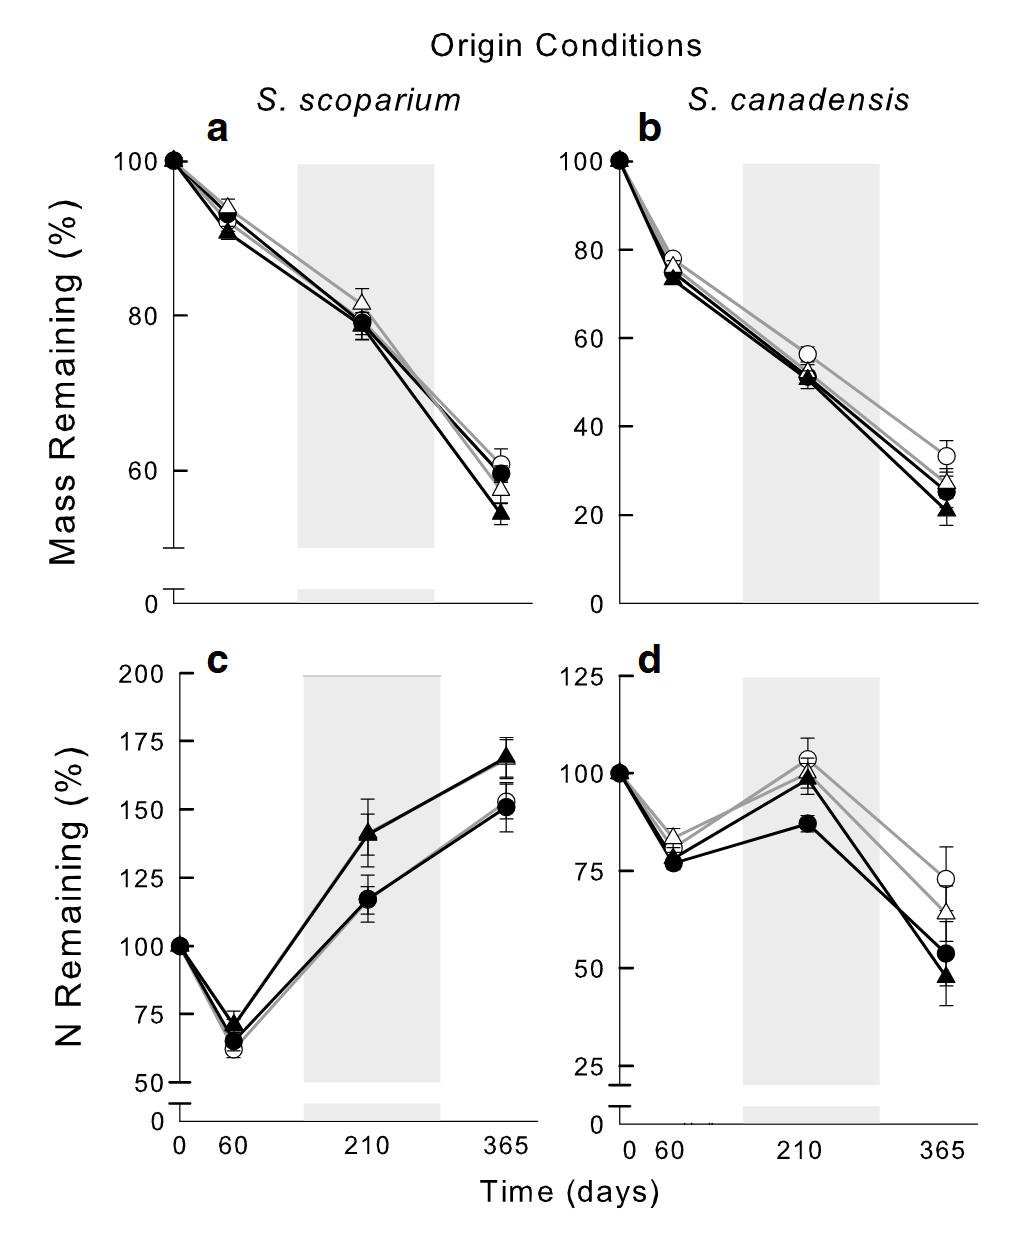 Origin Conditions
S. scoparium
S. canadensis
a
b
Mass Remaining (%)
100
80
60
0
100
80
60
40
20
0
c
d
N Remaining (%)
200
175
150
125
100
75
50
0
125
100
75
50
25
0
0 60 210 365
0 60 210 365
Time (days)